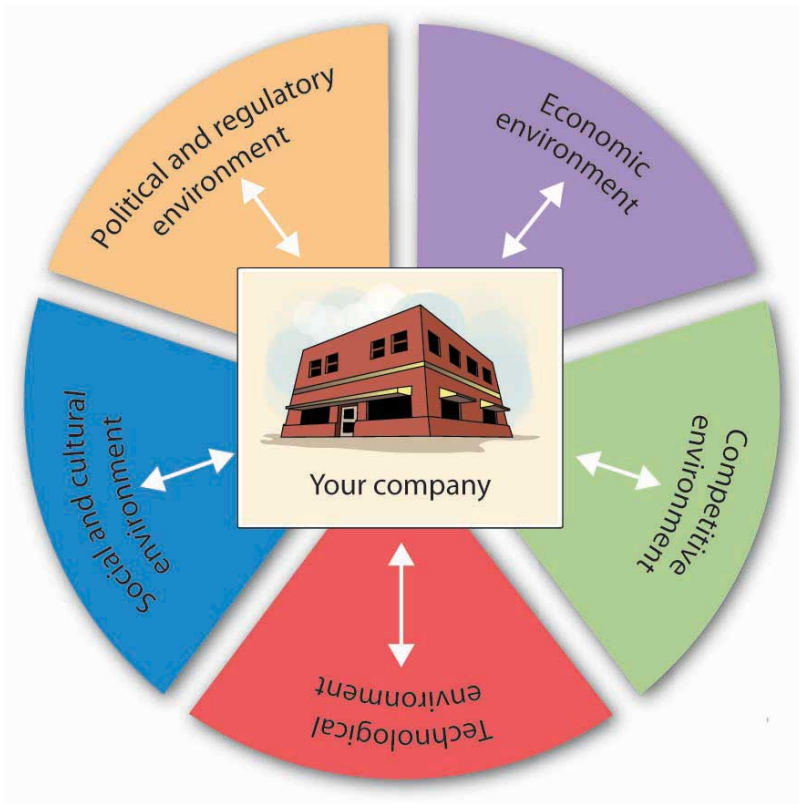 Political and regulatory
environment
Economic
environment
Competitive
environment
Technological
environment
Social and cultural
environment
Your company